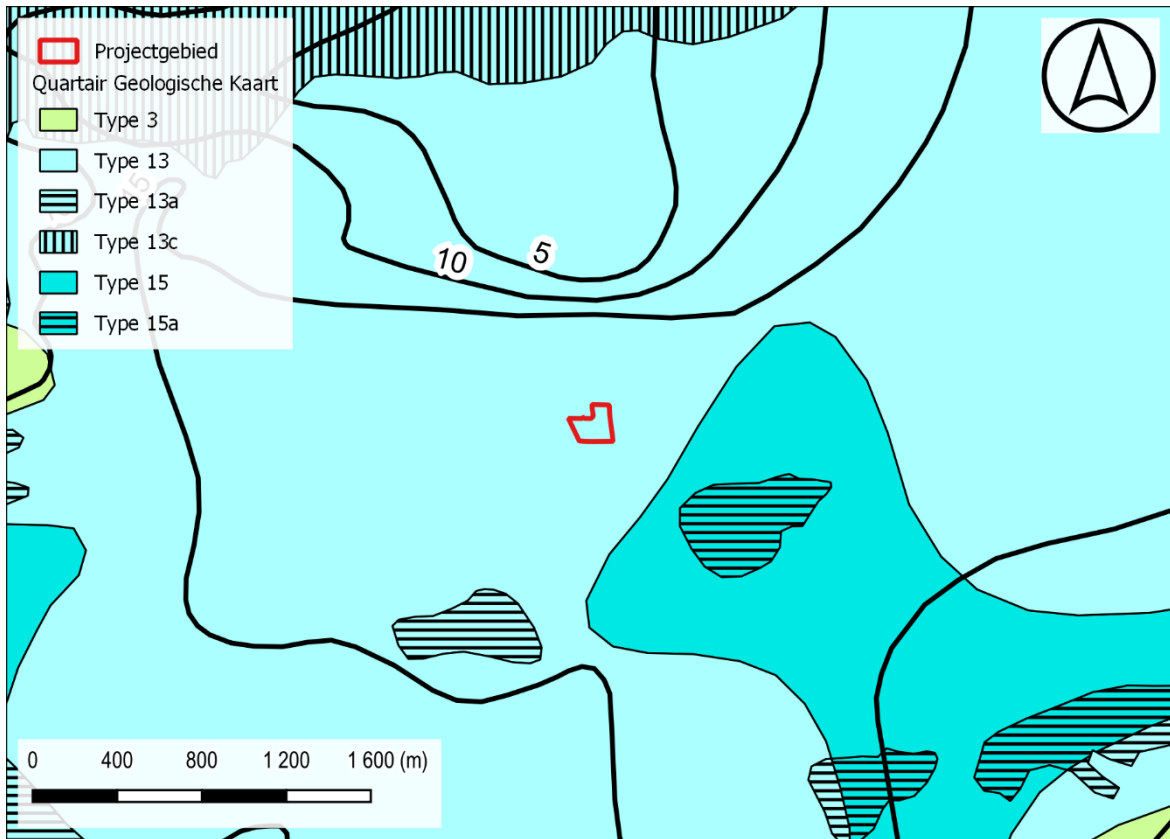 Projectgebied
Quartair Geologische Kaart
Type 3
Type 13
Type 13a
Type 13c
Type 15
Type 15a
15
5
10
0 400 800 1 200 1 600 (m)